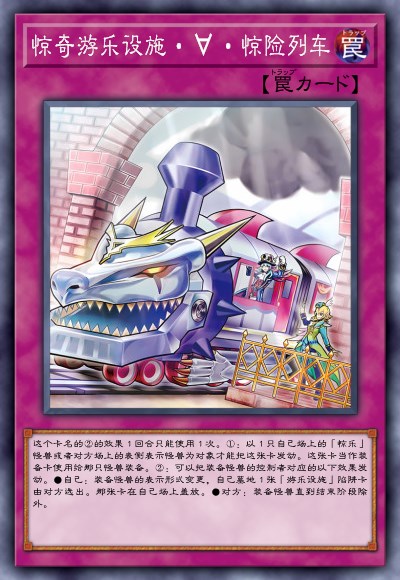 惊奇游乐设施・∀・惊险列车 罠
トラップ
トラップ
【罠カード】
这个卡名的②的效果1回合只能使用1次。①：以1只自己场上的「惊乐」
怪兽或者对方场上的表侧表示怪兽为对象才能把这张卡发动。这张卡当作装
备卡使用给那只怪兽装备。②：可以把装备怪兽的控制者对应的以下效果发
动。●自己：装备怪兽的表示形式变更，自己墓地1张「游乐设施」陷阱卡
由对方选出。那张卡在自己场上盖放。●对方：装备怪兽直到结束阶段除
外。